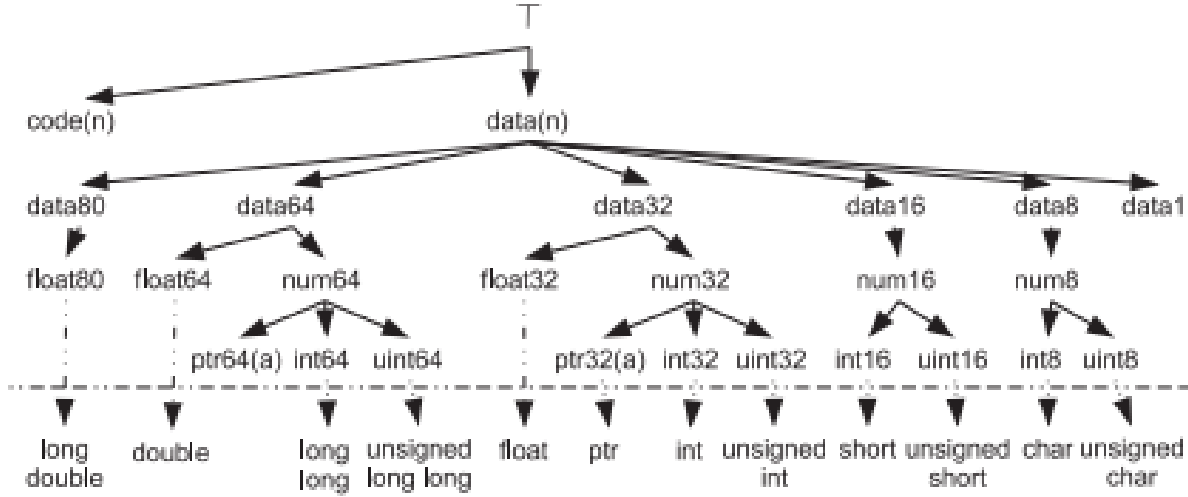 ⊤
code(n) data(n)
data80 data64 data32 data16 data8 data1
float80 float64 num64 float32 num32 num16 num8
ptr64(a) int64 uint64 ptr32(a) int32 uint32 int16 uint16 int8 uint8
long double long unsigned float ptr int unsigned short unsigned char unsigned
double long long long int short char